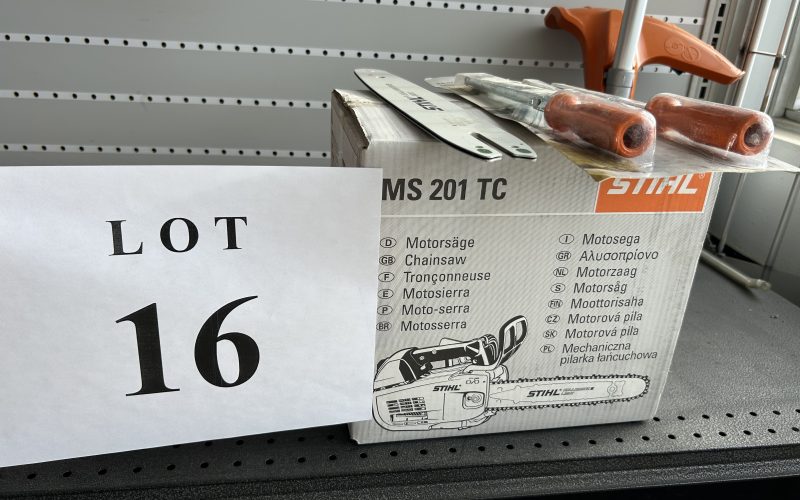 LOT
16
STIHL
MS 201 TC
STIHL®
D Motorsäge
GB Chainsaw
F Tronçonneuse
E Motosierra
P Moto-serra
BR Motosserra
I Motosega
GR Αλυσοπρίονο
NL Motorzaag
S Motorsåg
FIN Moottorisaha
CZ Motorová pila
SK Motorová píla
PL Mechaniczna
pilarka łańcuchowa
STIHL
STIHL